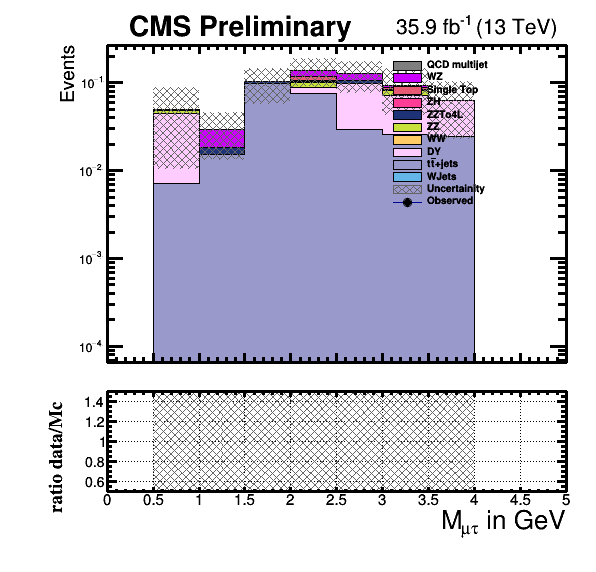 CMS Preliminary 35.9 fb⁻¹ (13 TeV)
Events
10⁻¹
10⁻²
10⁻³
10⁻⁴
QCD multijet
WZ
Single Top
ZH
ZZTo4L
ZZ
WW
DY
tt̄+jets
WJets
Uncertainity
Observed
ratio data/Mc
1.4
1.2
1
0.8
0.6
0 0.5 1 1.5 2 2.5 3 3.5 4 4.5 5
M_μτ in GeV